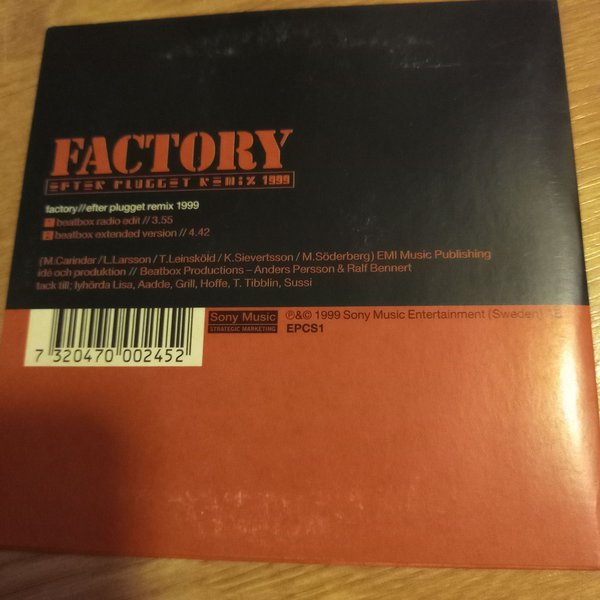 FACTORY
EFTER PLUGGET REMIX 1999
factory//efter plugget remix 1999
1 beatbox radio edit // 3.55
2 beatbox extended version // 4.42
(M.Carinder / L.Larsson / T.Leinsköld / K.Sievertsson / M.Söderberg) EMI Music Publishing
idé och produktion // Beatbox Productions – Anders Persson & Ralf Bennert
tack till; lyhörda Lisa, Aadde, Grill, Hoffe, T. Tibblin, Sussi
Sony Music
STRATEGIC MARKETING
℗&© 1999 Sony Music Entertainment (Sweden)
EPCS1
7 320470 002452